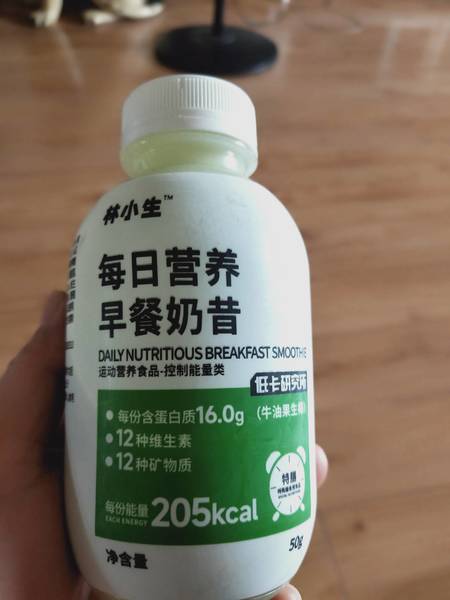 林小生™
每日营养
早餐奶昔
DAILY NUTRITIOUS BREAKFAST SMOOTHIE
运动营养食品-控制能量类
低卡研究所
• 每份含蛋白质16.0g
(牛油果生
• 12种维生素
• 12种矿物质
特膳
每份能量
EACH ENERGY
205kcal
净含量
50g